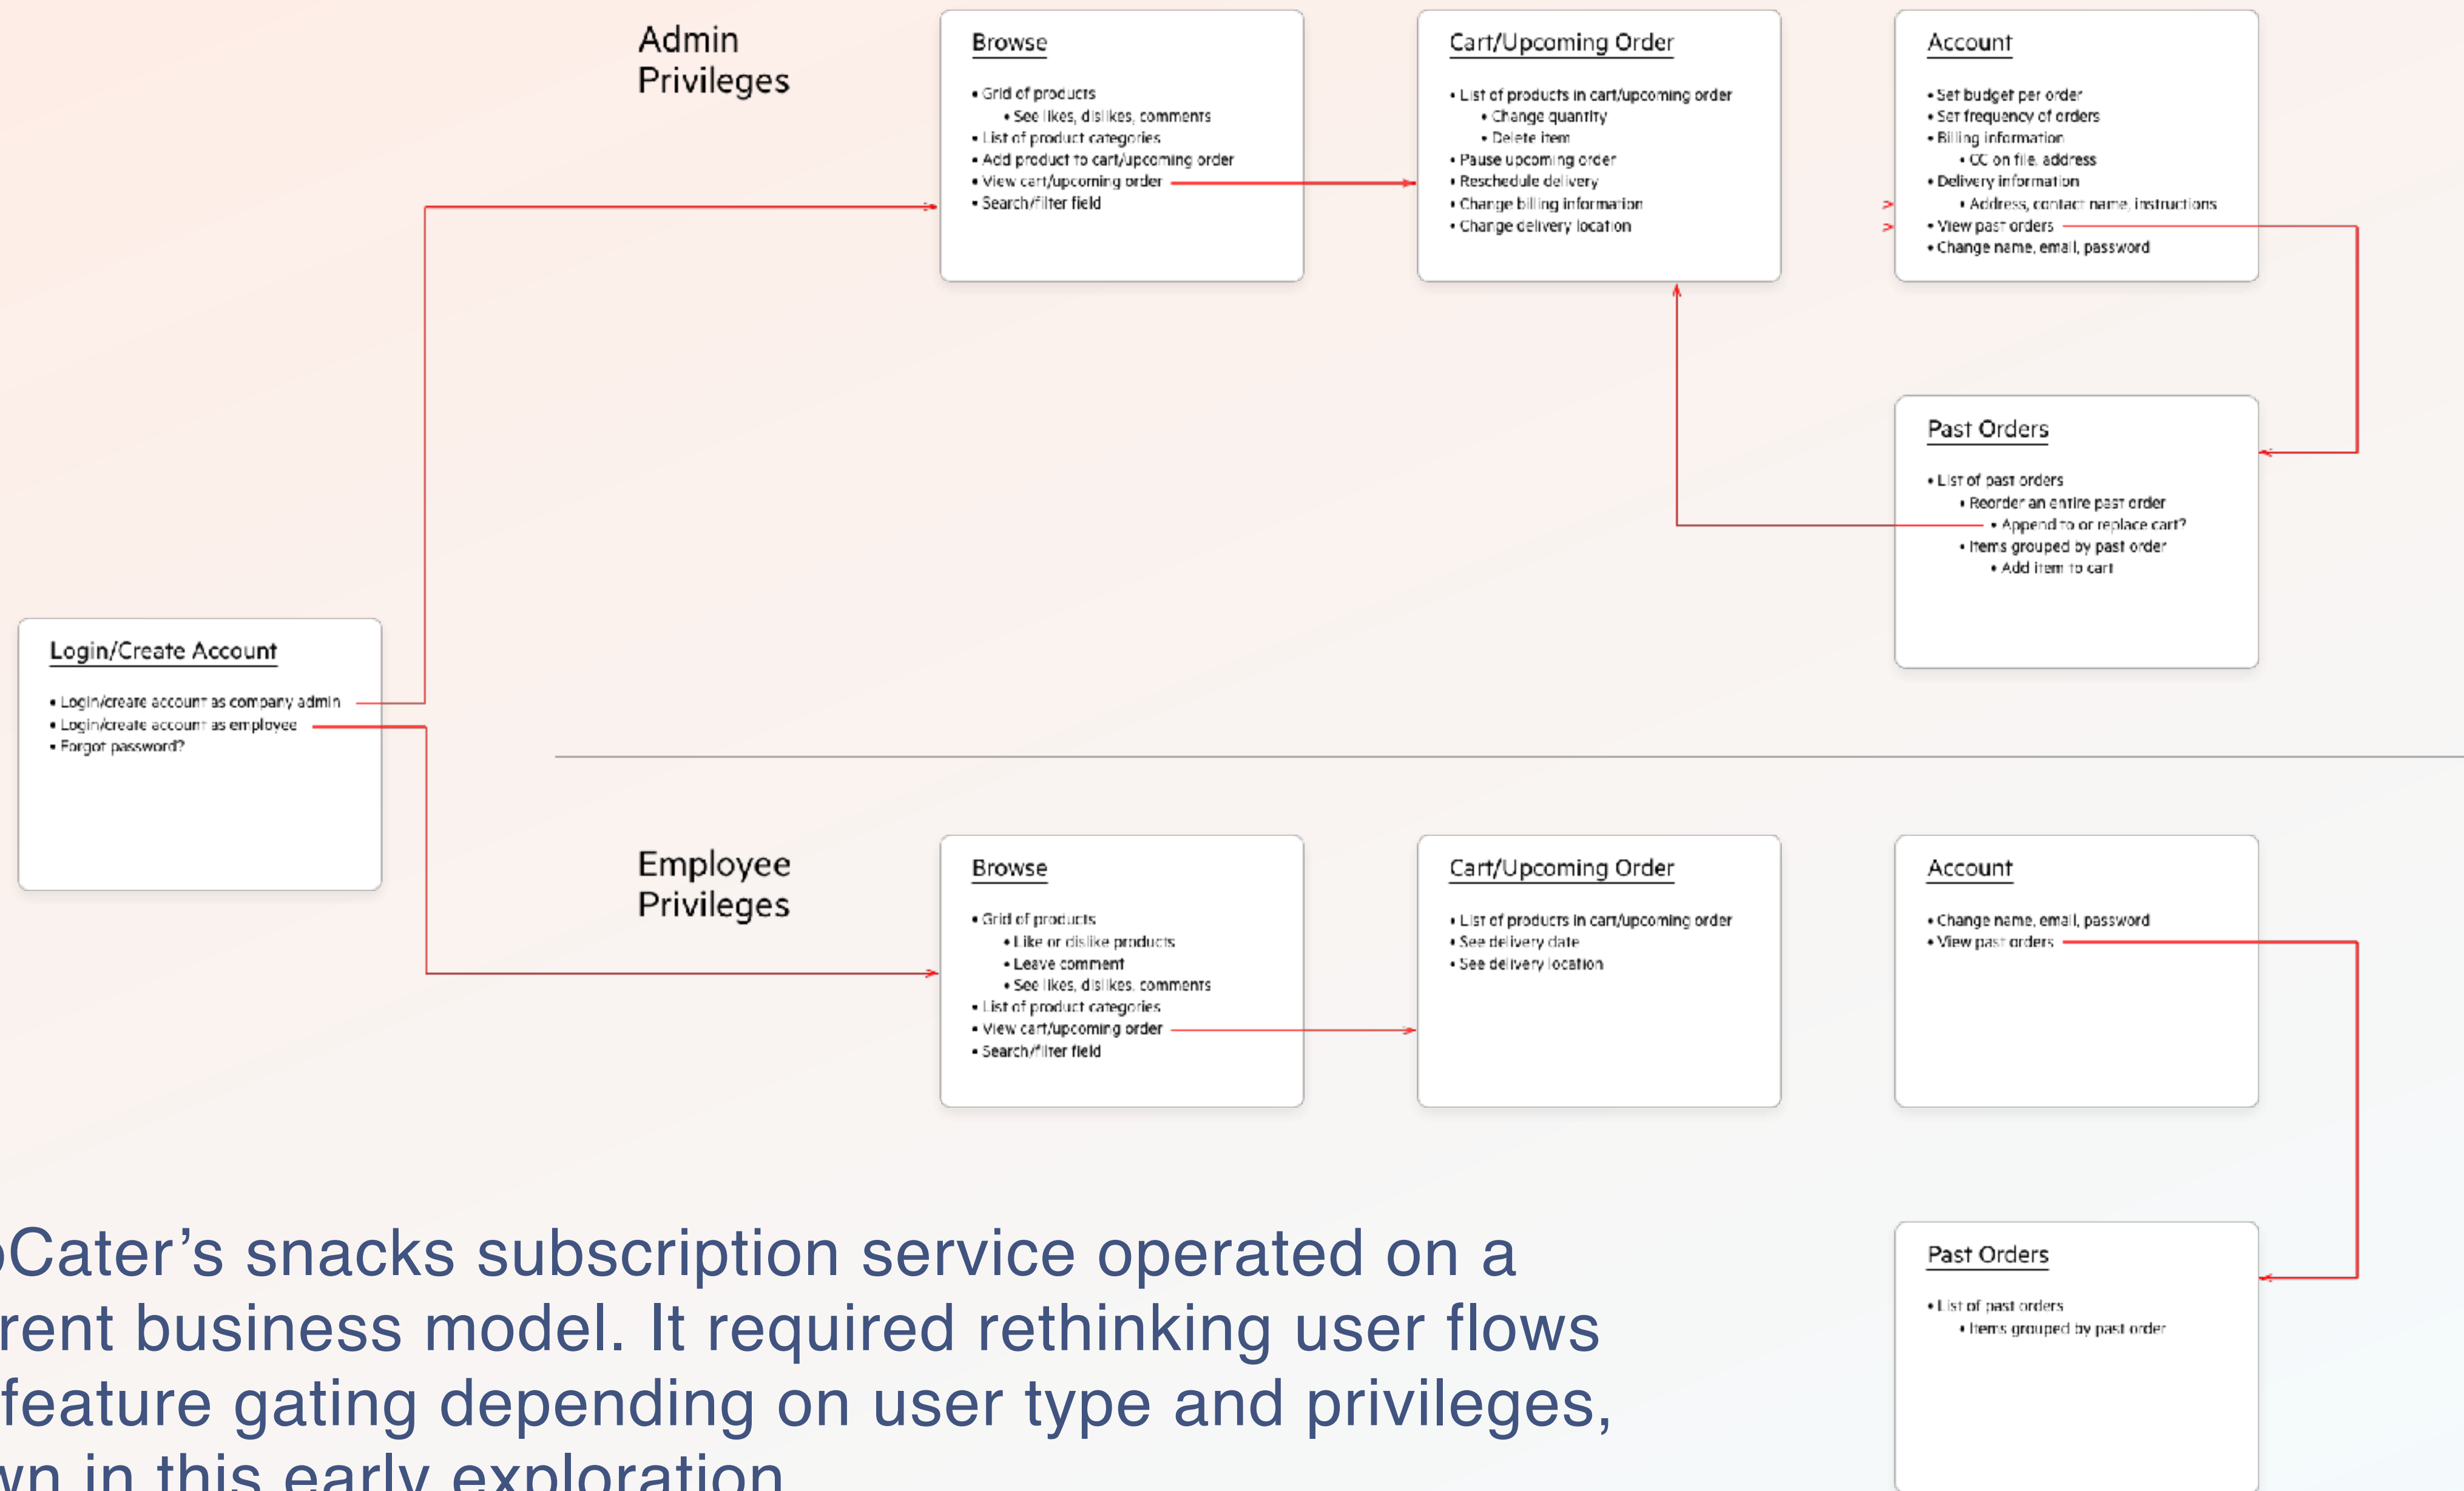 Admin
Privileges
Browse
• Grid of products
• See likes, dislikes, comments
• List of product categories
• Add product to cart/upcoming order
• View cart/upcoming order
• Search/filter field
Cart/Upcoming Order
• List of products in cart/upcoming order
• Change quantity
• Delete item
• Pause upcoming order
• Reschedule delivery
• Change billing information
• Change delivery location
Account
• Set budget per order
• Set frequency of orders
• Billing information
• CC on file, address
• Delivery information
• Address, contact name, instructions
• View past orders
• Change name, email, password
Past Orders
• List of past orders
• Reorder an entire past order
• Append to or replace cart?
• Items grouped by past order
• Add item to cart
Login/Create Account
• Login/create account as company admin
• Login/create account as employee
• Forgot password?
Employee
Privileges
Browse
• Grid of products
• Like or dislike products
• Leave comment
• See likes, dislikes, comments
• List of product categories
• View cart/upcoming order
• Search/filter field
Cart/Upcoming Order
• List of products in cart/upcoming order
• See delivery date
• See delivery location
Account
• Change name, email, password
• View past orders
Past Orders
• List of past orders
• Items grouped by past order
Cater’s snacks subscription service operated on a
rent business model. It required rethinking user flows
feature gating depending on user type and privileges,
wn in this early exploration